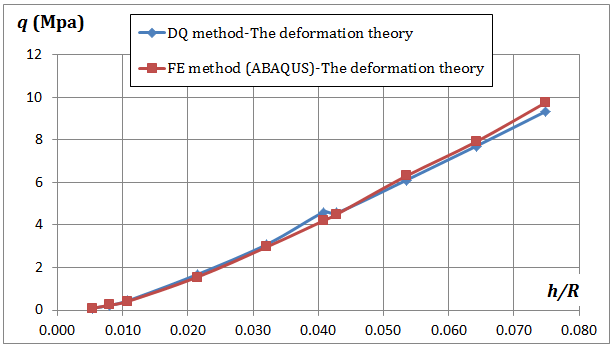 q (Mpa)
DQ method-The deformation theory
FE method (ABAQUS)-The deformation theory
12
10
8
6
4
2
0
h/R
0.000 0.010 0.020 0.030 0.040 0.050 0.060 0.070 0.080